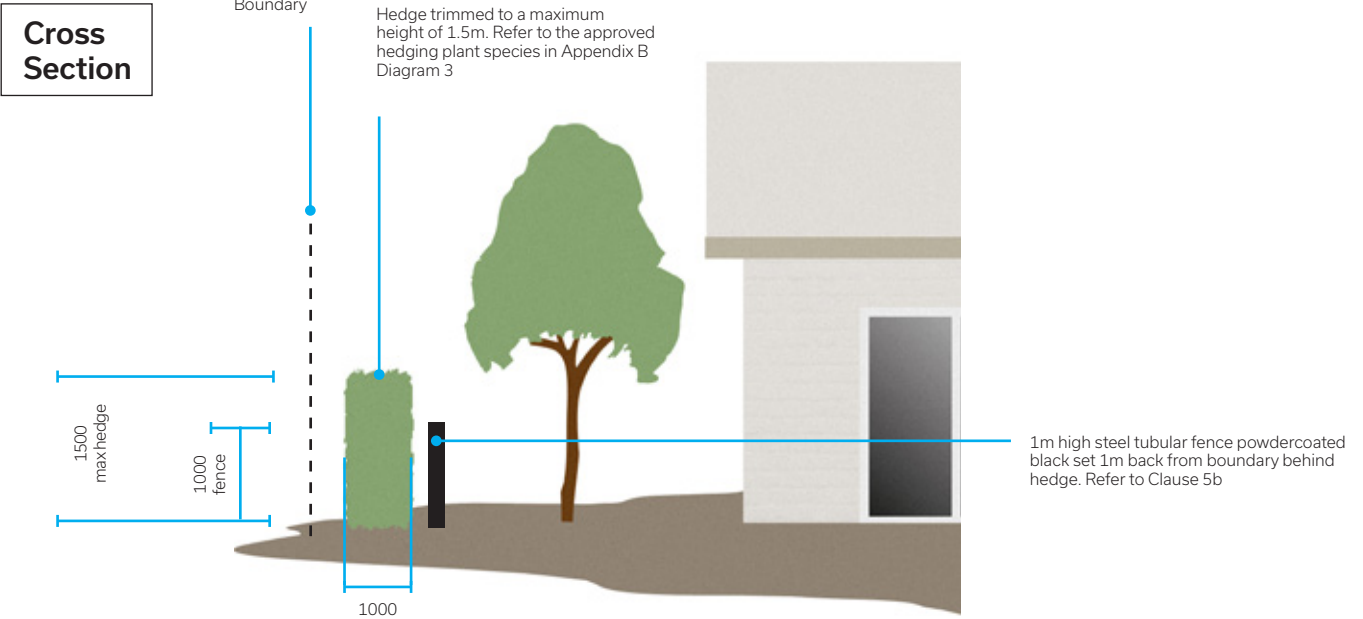 Cross
Section
Boundary
Hedge trimmed to a maximum
height of 1.5m. Refer to the approved
hedging plant species in Appendix B
Diagram 3
1500
max hedge
1000
fence
1m high steel tubular fence powdercoated
black set 1m back from boundary behind
hedge. Refer to Clause 5b
1000